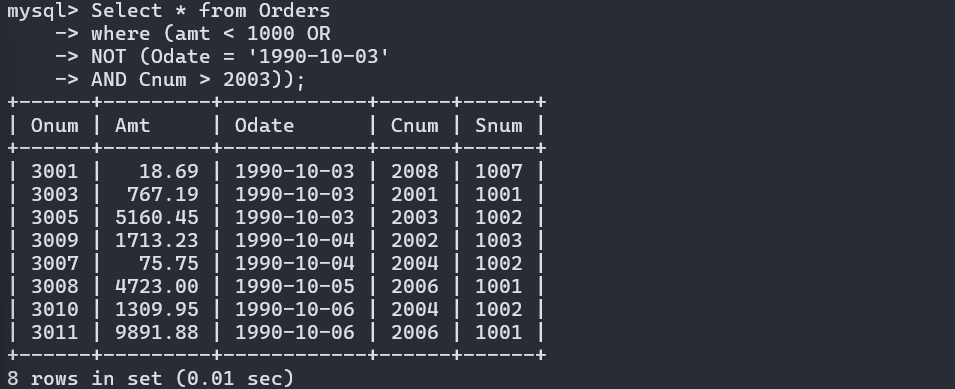 mysql> Select * from Orders
    -> where (amt < 1000 OR
    -> NOT (Odate = '1990-10-03'
    -> AND Cnum > 2003));
+------+---------+------------+------+------+
| Onum | Amt     | Odate      | Cnum | Snum |
+------+---------+------------+------+------+
| 3001 |   18.69 | 1990-10-03 | 2008 | 1007 |
| 3003 |  767.19 | 1990-10-03 | 2001 | 1001 |
| 3005 | 5160.45 | 1990-10-03 | 2003 | 1002 |
| 3009 | 1713.23 | 1990-10-04 | 2002 | 1003 |
| 3007 |   75.75 | 1990-10-04 | 2004 | 1002 |
| 3008 | 4723.00 | 1990-10-05 | 2006 | 1001 |
| 3010 | 1309.95 | 1990-10-06 | 2004 | 1002 |
| 3011 | 9891.88 | 1990-10-06 | 2006 | 1001 |
+------+---------+------------+------+------+
8 rows in set (0.01 sec)